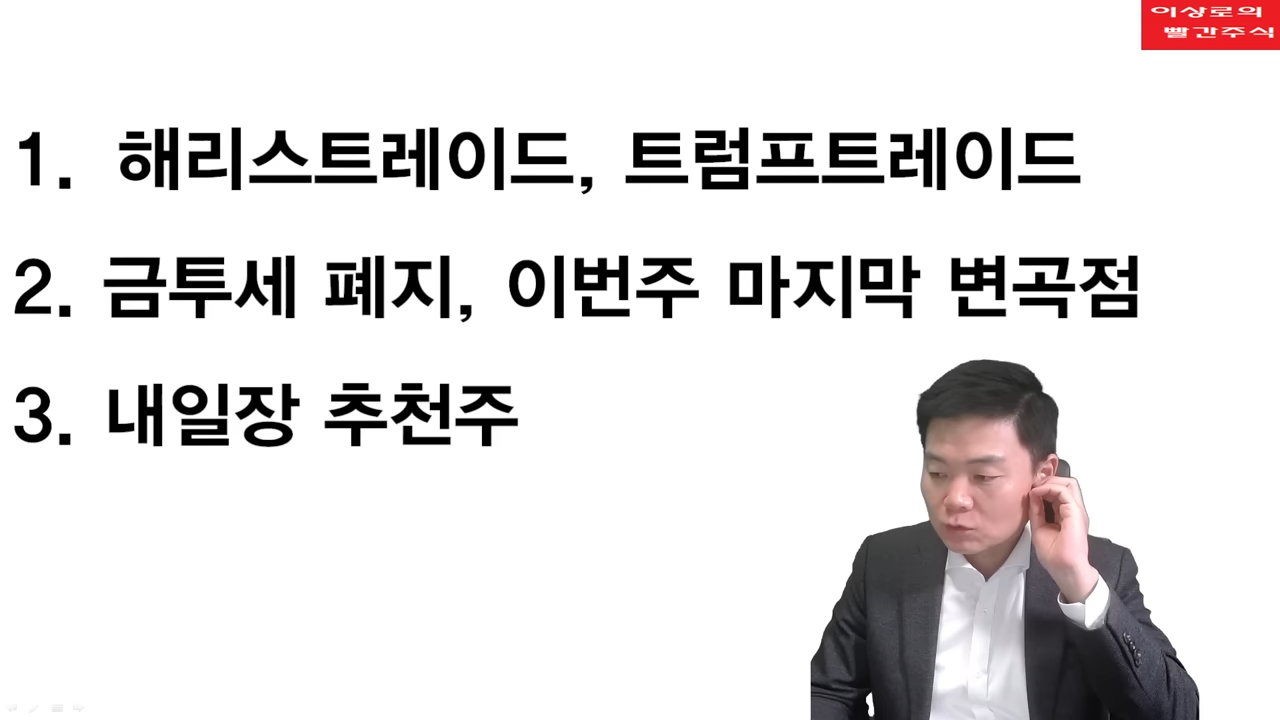 이상로의
빨간주식
1. 해리스트레이드, 트럼프트레이드
2. 금투세 폐지, 이번주 마지막 변곡점
3. 내일장 추천주